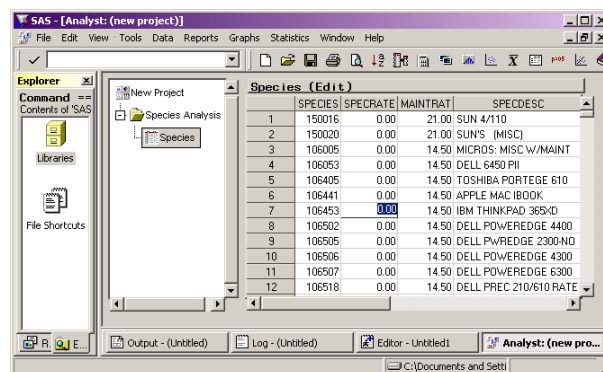 SAS - [Analyst: (new project)]
File Edit View Tools Data Reports Graphs Statistics Window Help
Explorer
Command ==
Contents of 'SAS
Libraries
File Shortcuts
New Project
Species Analysis
Species
Species (Edit)
SPECIES SPECRATE MAINTRAT SPECDESC
1 150016 0.00 21.00 SUN 4/110
2 150020 0.00 21.00 SUN'S (MISC)
3 106005 0.00 14.50 MICROS: MISC W/MAINT
4 106053 0.00 14.50 DELL 6450 PII
5 106405 0.00 14.50 TOSHIBA PORTEGE 610
6 106441 0.00 14.50 APPLE MAC IBOOK
7 106453 0.00 14.50 IBM THINKPAD 365XD
8 106502 0.00 14.50 DELL POWEREDGE 4400
9 106505 0.00 14.50 DELL PWREDGE 2300-NO
10 106506 0.00 14.50 DELL POWEREDGE 4300
11 106507 0.00 14.50 DELL POWEREDGE 6300
12 106518 0.00 14.50 DELL PREC 210/610 RATE
R. E...
Output - (Untitled) Log - (Untitled) Editor - Untitled1 Analyst: (new pro...
C:\Documents and Setti